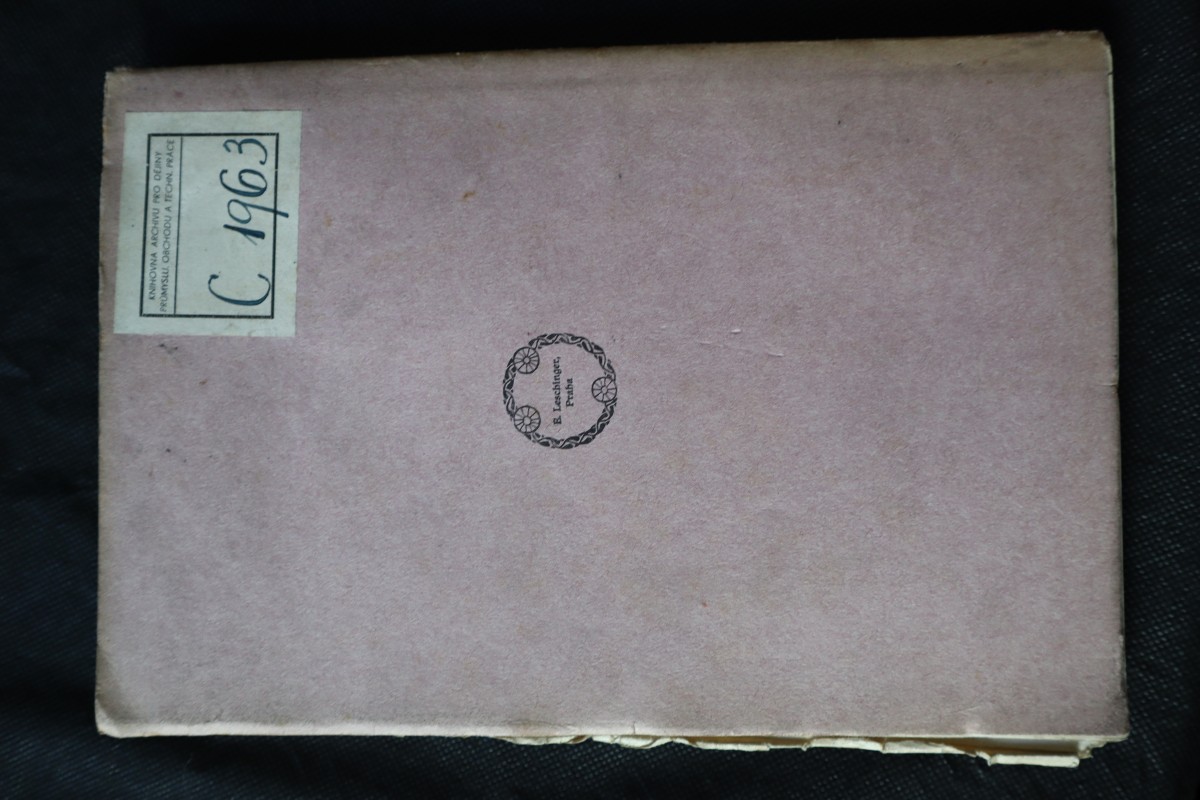 KNIHOVNA ARCHIVU PRO DĚJINY
PRŮMYSLU OBCHODU A TECHN. PRÁCE
C 1963
E. Leschinger,
Praha